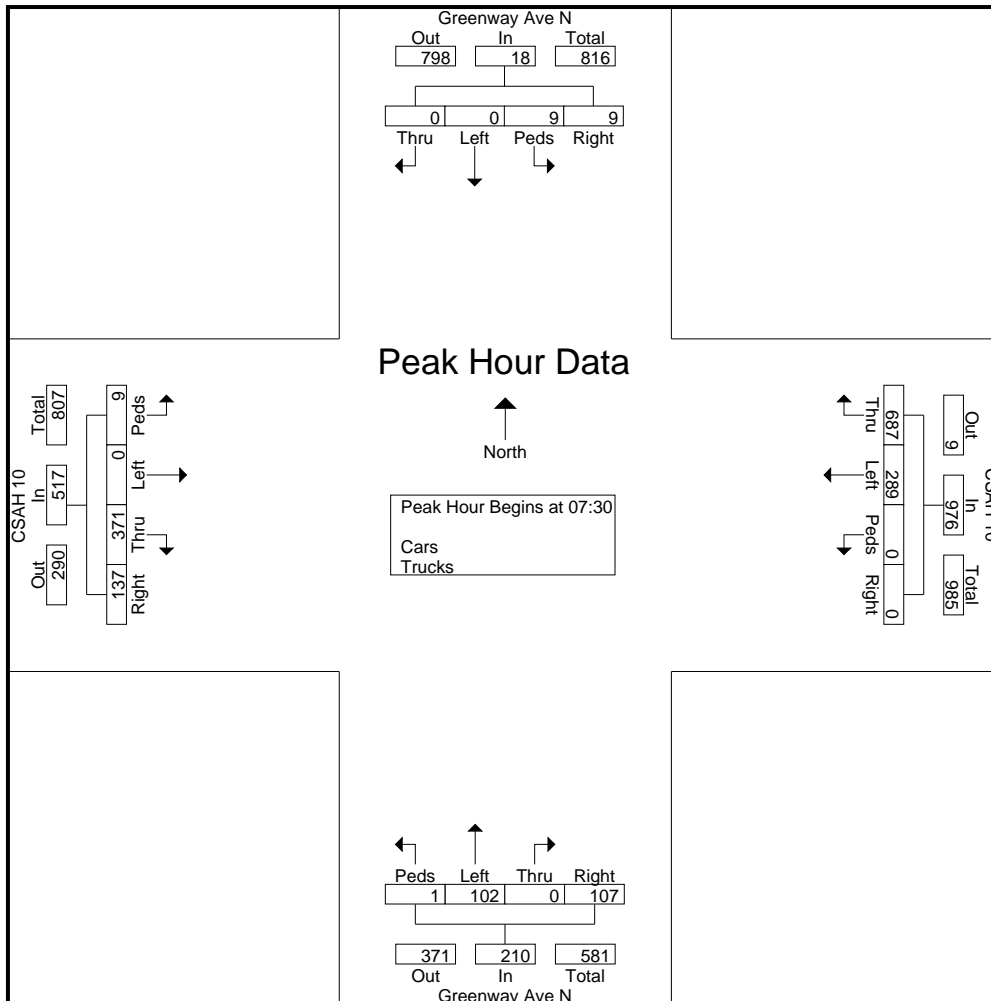 Greenway Ave N
Out In Total
798 18 816
0 0 9 9
Thru Left Peds Right
Peak Hour Data
North
Peak Hour Begins at 07:30
Cars
Trucks
CSAH 10
Out In Total
290 517 807
137 371 0 9
Right Thru Left Peds
CSAH 10
Out In Total
9 976 985
687 289 0 0
Thru Left Peds Right
Peds Left Thru Right
1 102 0 107
371 210 581
Out In Total
Greenway Ave N